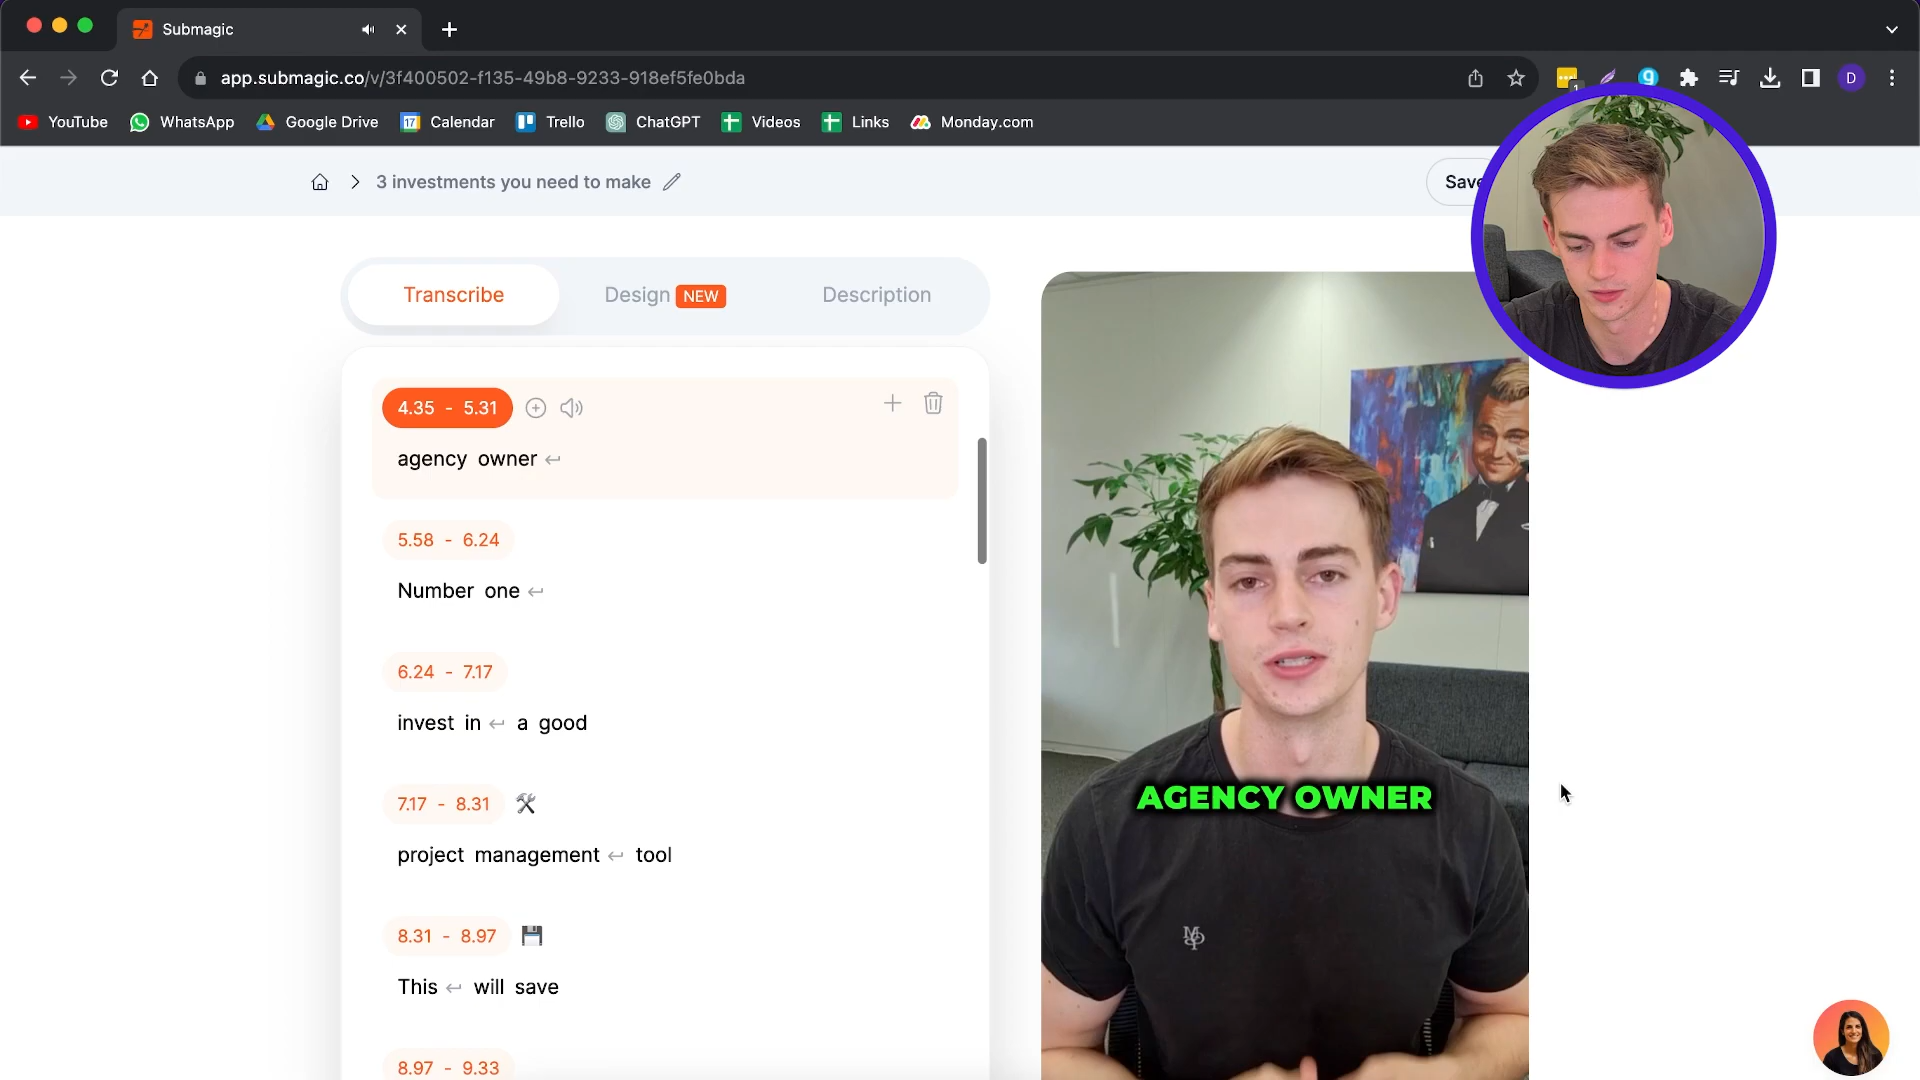 Submagic
app.submagic.co/v/3f400502-f135-49b8-9233-918ef5fe0bda
1
D
YouTube
WhatsApp
Google Drive
17
Calendar
Trello
ChatGPT
Videos
Links
Monday.com
3 investments you need to make
Save
Transcribe
Design NEW
Description
4.35 - 5.31
agency owner
5.58 - 6.24
Number one
6.24 - 7.17
invest in ↩ a good
7.17 - 8.31
project management ↩ tool
8.31 - 8.97
This ↩ will save
8.97 - 9.33
AGENCY OWNER